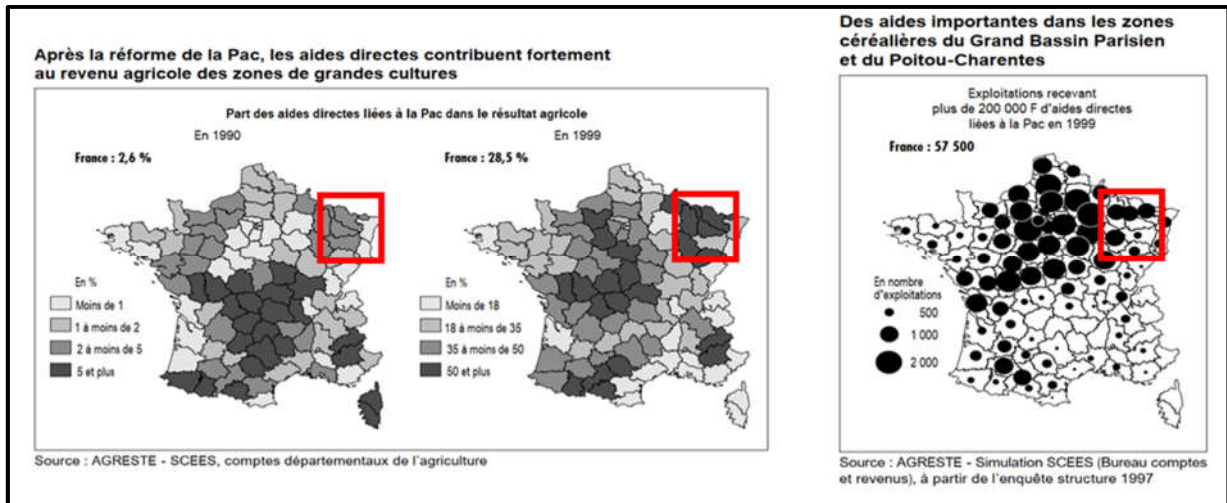 Après la réforme de la Pac, les aides directes contribuent fortement
au revenu agricole des zones de grandes cultures
Part des aides directes liées à la Pac dans le résultat agricole
En 1990
En 1999
France : 2,6 %
France : 28,5 %
En %
Moins de 1
1 à moins de 2
2 à moins de 5
5 et plus
En %
Moins de 18
18 à moins de 35
35 à moins de 50
50 et plus
Source : AGRESTE - SCEES, comptes départementaux de l'agriculture
Des aides importantes dans les zones
céréalières du Grand Bassin Parisien
et du Poitou-Charentes
Exploitations recevant
plus de 200 000 F d'aides directes
liées à la Pac en 1999
France : 57 500
En nombre
d'exploitations
500
1 000
2 000
Source : AGRESTE - Simulation SCEES (Bureau comptes
et revenus), à partir de l'enquête structure 1997